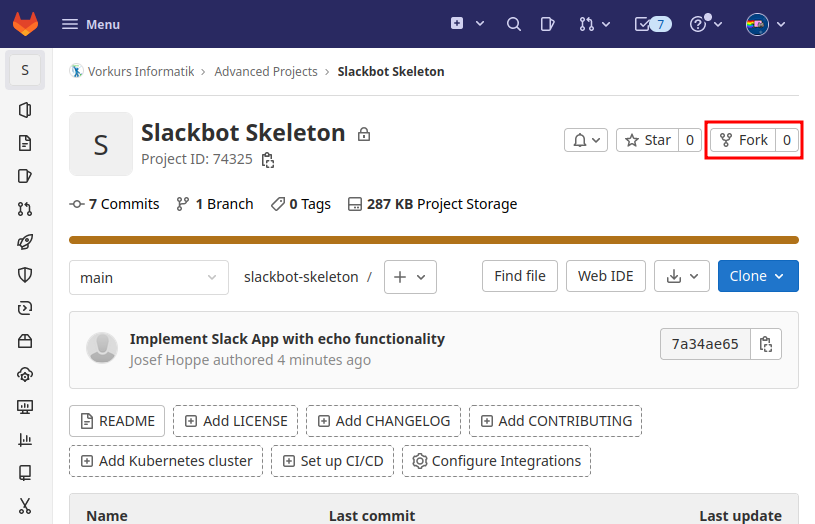 Menu
7
S
Vorkurs Informatik › Advanced Projects › Slackbot Skeleton
S
Slackbot Skeleton
Project ID: 74325
Star 0
Fork 0
7 Commits 1 Branch 0 Tags 287 KB Project Storage
main
slackbot-skeleton /
Find file
Web IDE
Clone
Implement Slack App with echo functionality
Josef Hoppe authored 4 minutes ago
7a34ae65
README Add LICENSE Add CHANGELOG Add CONTRIBUTING
Add Kubernetes cluster Set up CI/CD Configure Integrations
Name Last commit Last update